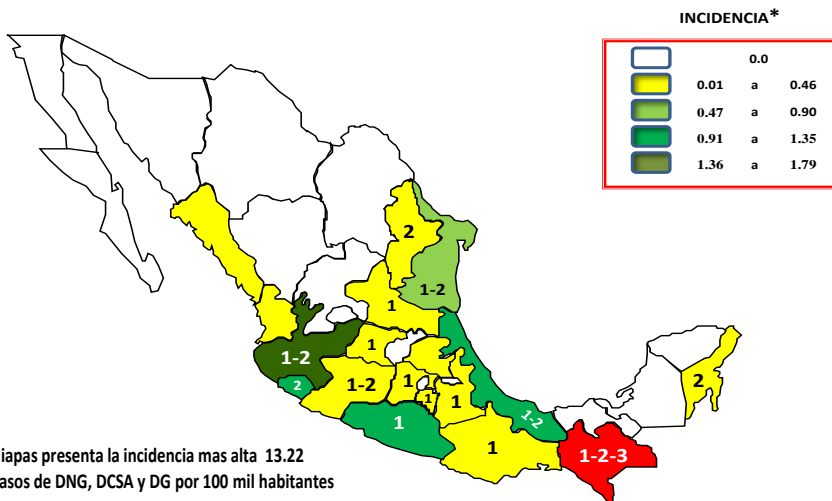 INCIDENCIA*
0.0
0.01 a 0.46
0.47 a 0.90
0.91 a 1.35
1.36 a 1.79
2
1-2
1
1-2
1
2
1-2
1
1
1
1-2
2
1
1
1-2-3
iapas presenta la incidencia mas alta 13.22
asos de DNG, DCSA y DG por 100 mil habitantes